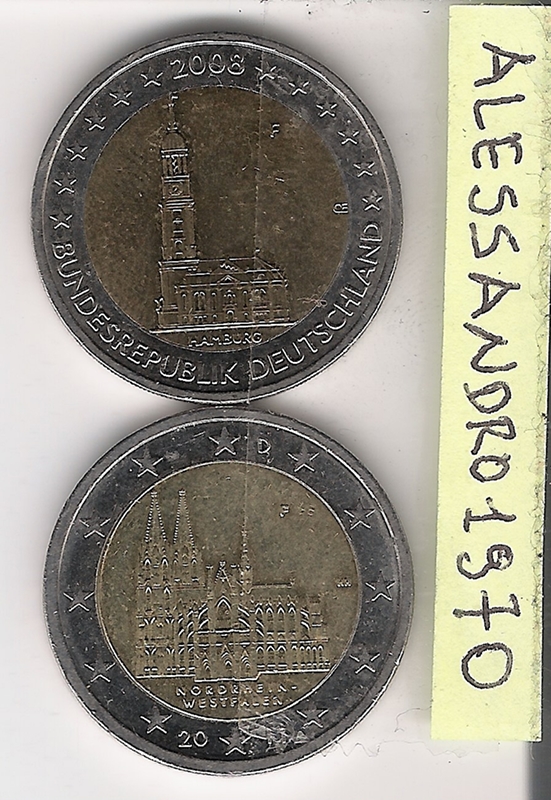 2008
F
BUNDESREPUBLIK DEUTSCHLAND
HAMBURG
D
F
NORDRHEIN-
WESTFALEN
20
ALESSANDRO1970